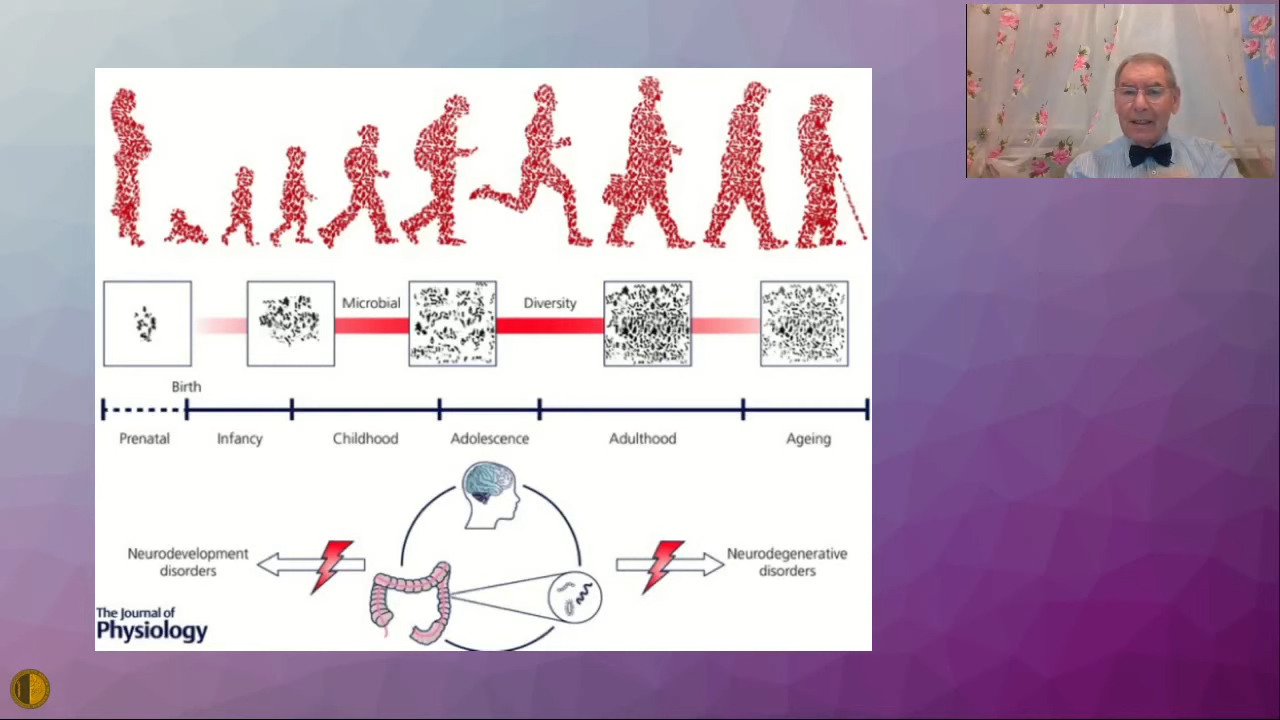 Microbial
Diversity
Birth
Prenatal
Infancy
Childhood
Adolescence
Adulthood
Ageing
Neurodevelopment
disorders
Neurodegenerative
disorders
The Journal of
Physiology